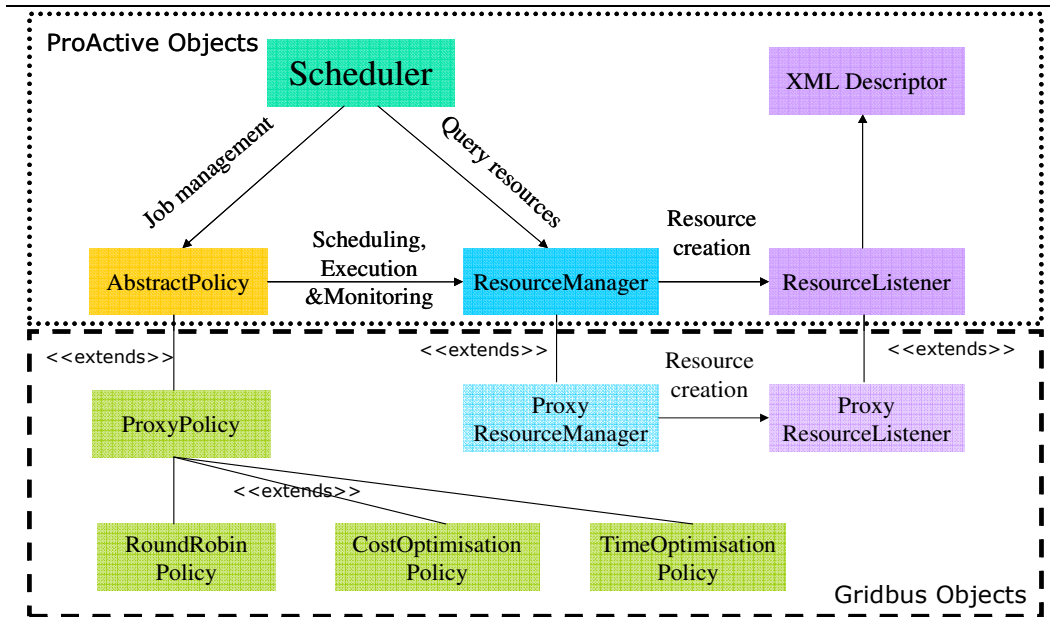 ProActive Objects
Scheduler
XML Descriptor
Job management
Query resources
Scheduling,
Execution
&Monitoring
Resource
creation
AbstractPolicy
ResourceManager
ResourceListener
<<extends>>
<<extends>>
<<extends>>
Resource
creation
ProxyPolicy
Proxy
ResourceManager
Proxy
ResourceListener
<<extends>>
RoundRobin
Policy
CostOptimisation
Policy
TimeOptimisation
Policy
Gridbus Objects